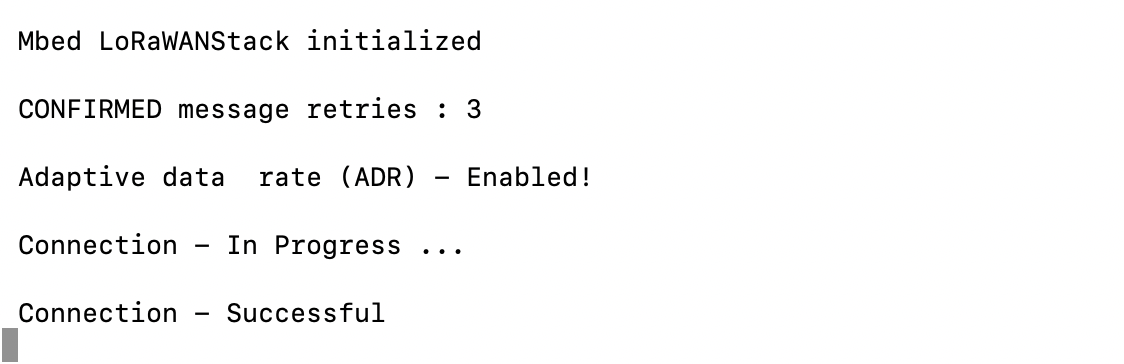 Mbed LoRaWANStack initialized
CONFIRMED message retries : 3
Adaptive data  rate (ADR) – Enabled!
Connection – In Progress ...
Connection – Successful